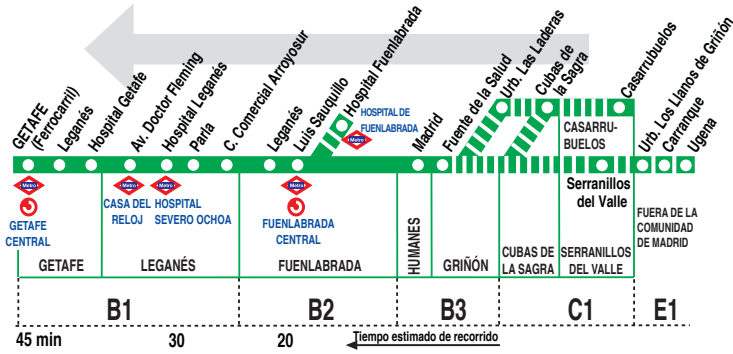 GETAFE
(Ferrocarril)
Leganés
Hospital Getafe
Av. Doctor Fleming
Hospital Leganés
Parla
C. Comercial Arroyosur
Leganés
Luis Sauquillo
Hospital Fuenlabrada
Madrid
Fuente de la Salud
Urb. Las Laderas
Cubas de
la Sagra
Casarrubuelos
Urb. Los Llanos de Griñón
Carranque
Ugena
HOSPITAL DE
FUENLABRADA
Metro
CASARRU-
BUELOS
Serranillos
del Valle
Metro
Metro
Metro
Metro
GETAFE
CENTRAL
CASA DEL
RELOJ
HOSPITAL
SEVERO OCHOA
FUENLABRADA
CENTRAL
GETAFE
LEGANÉS
FUENLABRADA
HUMANES
GRIÑÓN
CUBAS DE
LA SAGRA
SERRANILLOS
DEL VALLE
FUERA DE LA
COMUNIDAD
DE MADRID
B1
B2
B3
C1
E1
45 min
30
20
Tiempo estimado de recorrido